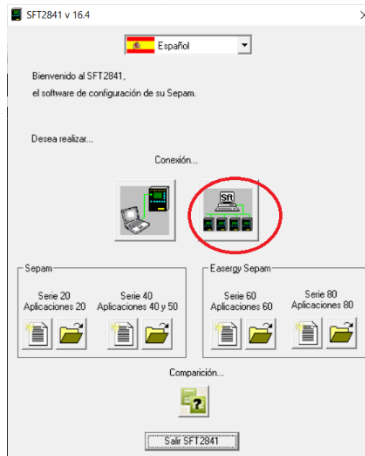 SFT2841 v 16.4
Español
Bienvenido al SFT2841,
el software de configuración de su Sepam.
Desea realizar...
Conexión...
Sft
Sepam
Serie 20
Aplicaciones 20
Serie 40
Aplicaciones 40 y 50
Easergy Sepam
Serie 60
Aplicaciones 60
Serie 80
Aplicaciones 80
Comparición...
?
Salir SFT2841